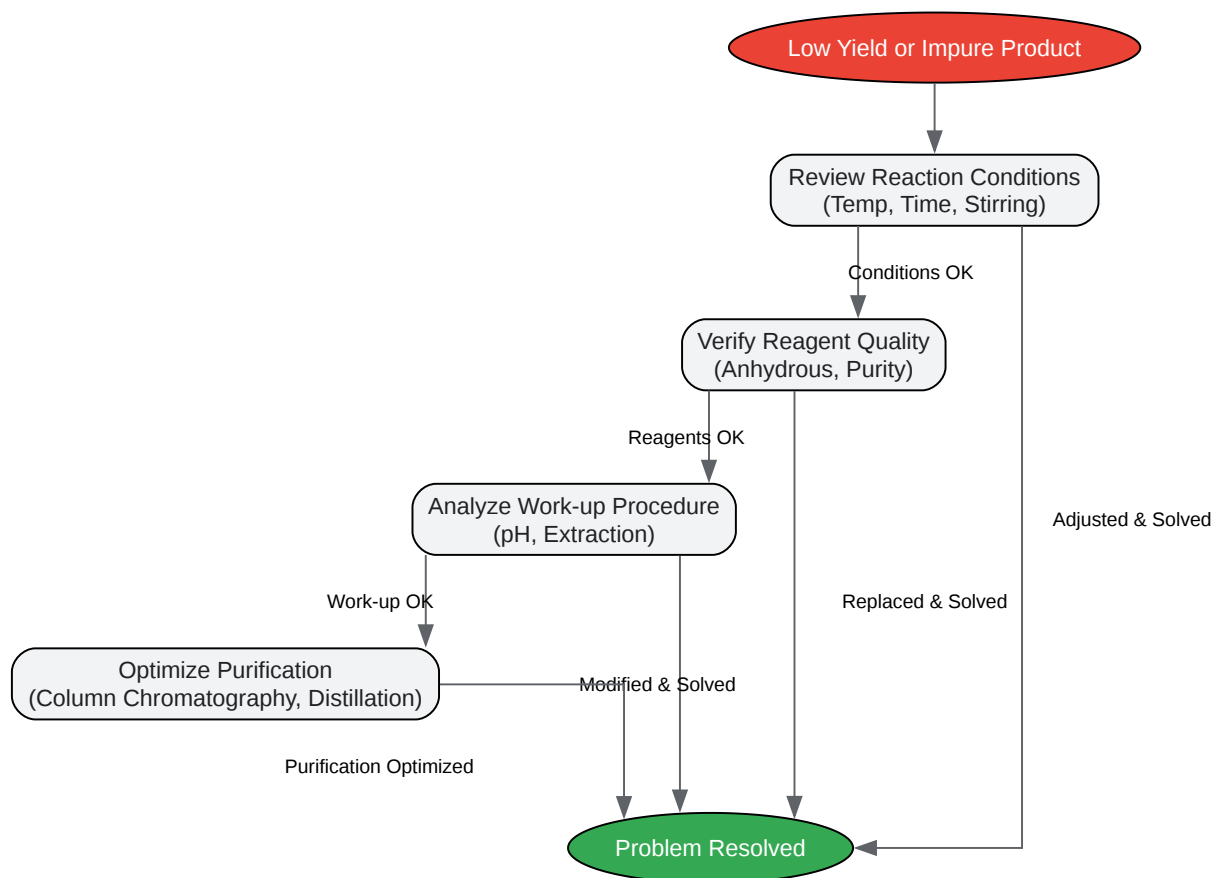 Low Yield or Impure Product
Review Reaction Conditions
(Temp, Time, Stirring)
Conditions OK
Verify Reagent Quality
(Anhydrous, Purity)
Reagents OK
Analyze Work-up Procedure
(pH, Extraction)
Adjusted & Solved
Work-up OK
Replaced & Solved
Optimize Purification
(Column Chromatography, Distillation)
Modified & Solved
Purification Optimized
Problem Resolved